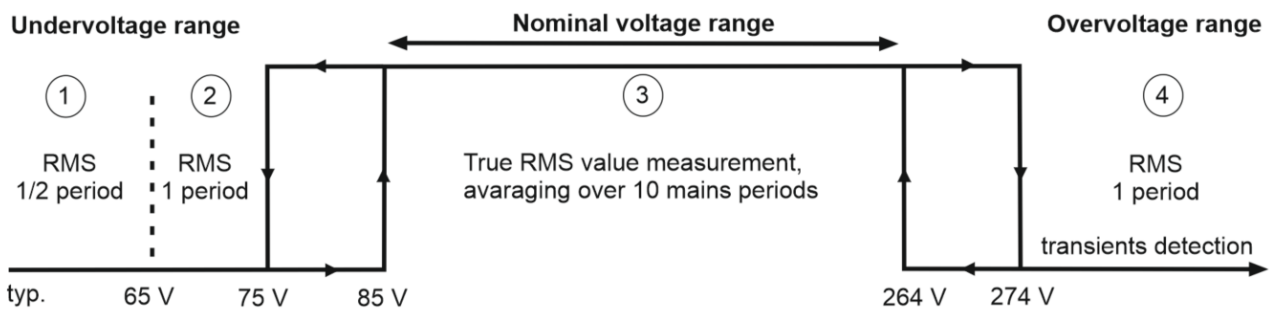 Undervoltage range
Nominal voltage range
Overvoltage range
1
2
3
4
RMS
1/2 period
RMS
1 period
True RMS value measurement,
avaraging over 10 mains periods
RMS
1 period
transients detection
typ.
65 V
75 V
85 V
264 V
274 V